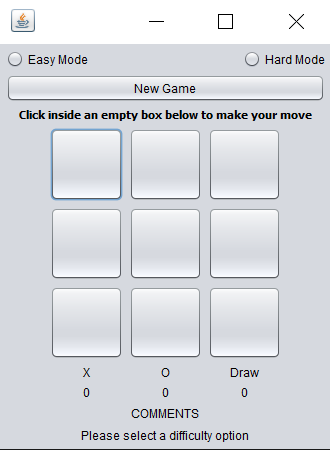 Easy Mode Hard Mode
New Game
Click inside an empty box below to make your move
X O Draw
0 0 0
COMMENTS
Please select a difficulty option